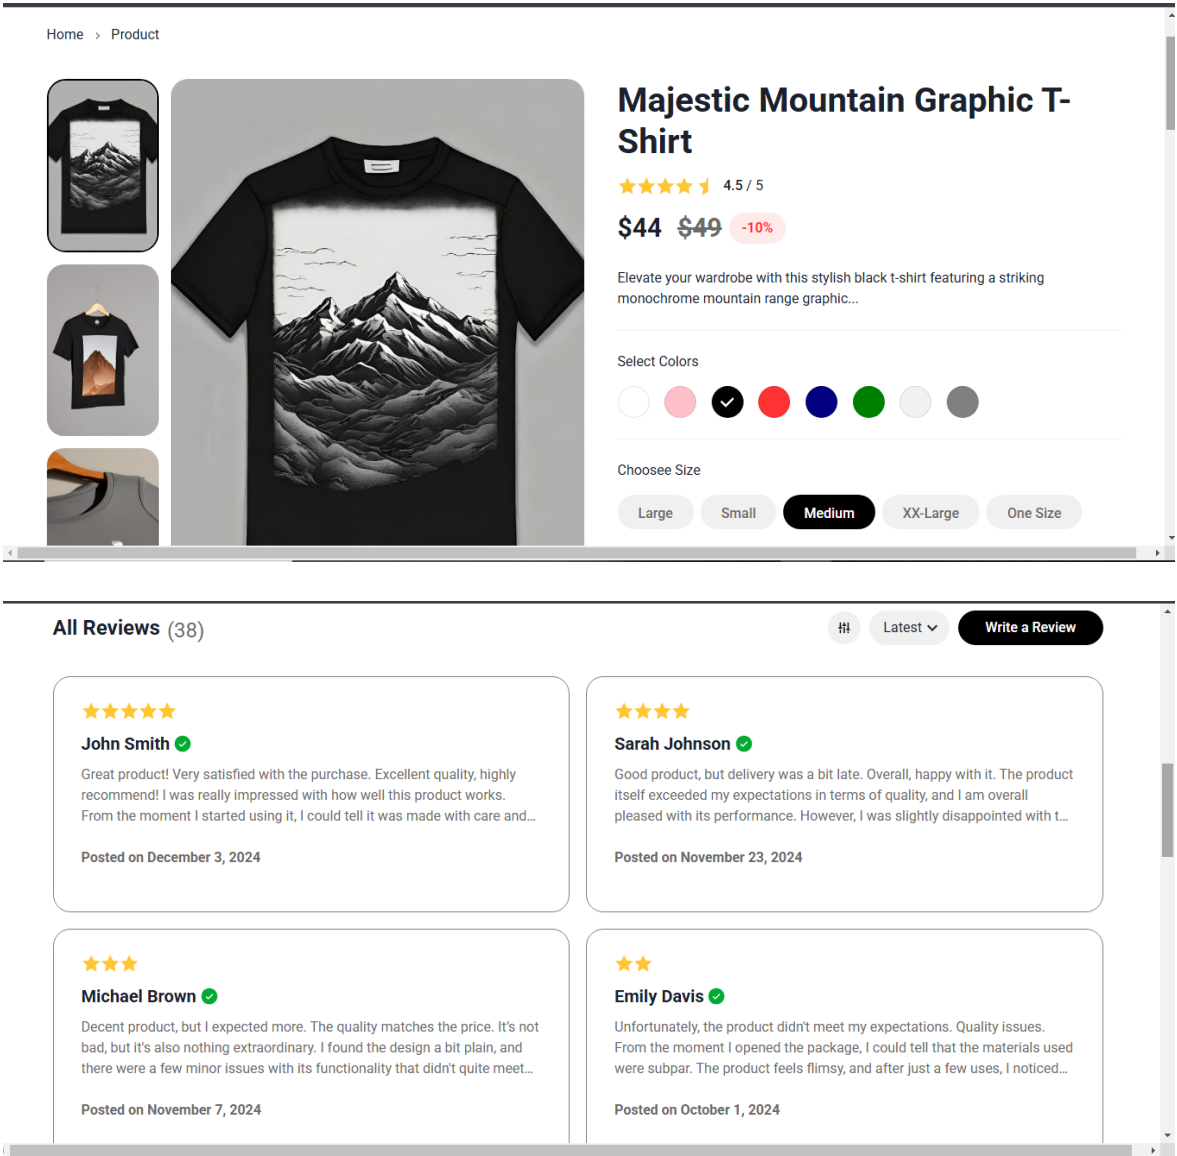 Home › Product
Majestic Mountain Graphic T-
Shirt
4.5 / 5
$44 $49 -10%
Elevate your wardrobe with this stylish black t-shirt featuring a striking
monochrome mountain range graphic...
Select Colors
Choosee Size
Large Small Medium XX-Large One Size
All Reviews (38)
Latest
Write a Review
John Smith
Great product! Very satisfied with the purchase. Excellent quality, highly
recommend! I was really impressed with how well this product works.
From the moment I started using it, I could tell it was made with care and...
Posted on December 3, 2024
Sarah Johnson
Good product, but delivery was a bit late. Overall, happy with it. The product
itself exceeded my expectations in terms of quality, and I am overall
pleased with its performance. However, I was slightly disappointed with t...
Posted on November 23, 2024
Michael Brown
Decent product, but I expected more. The quality matches the price. It's not
bad, but it's also nothing extraordinary. I found the design a bit plain, and
there were a few minor issues with its functionality that didn't quite meet...
Posted on November 7, 2024
Emily Davis
Unfortunately, the product didn't meet my expectations. Quality issues.
From the moment I opened the package, I could tell that the materials used
were subpar. The product feels flimsy, and after just a few uses, I noticed...
Posted on October 1, 2024